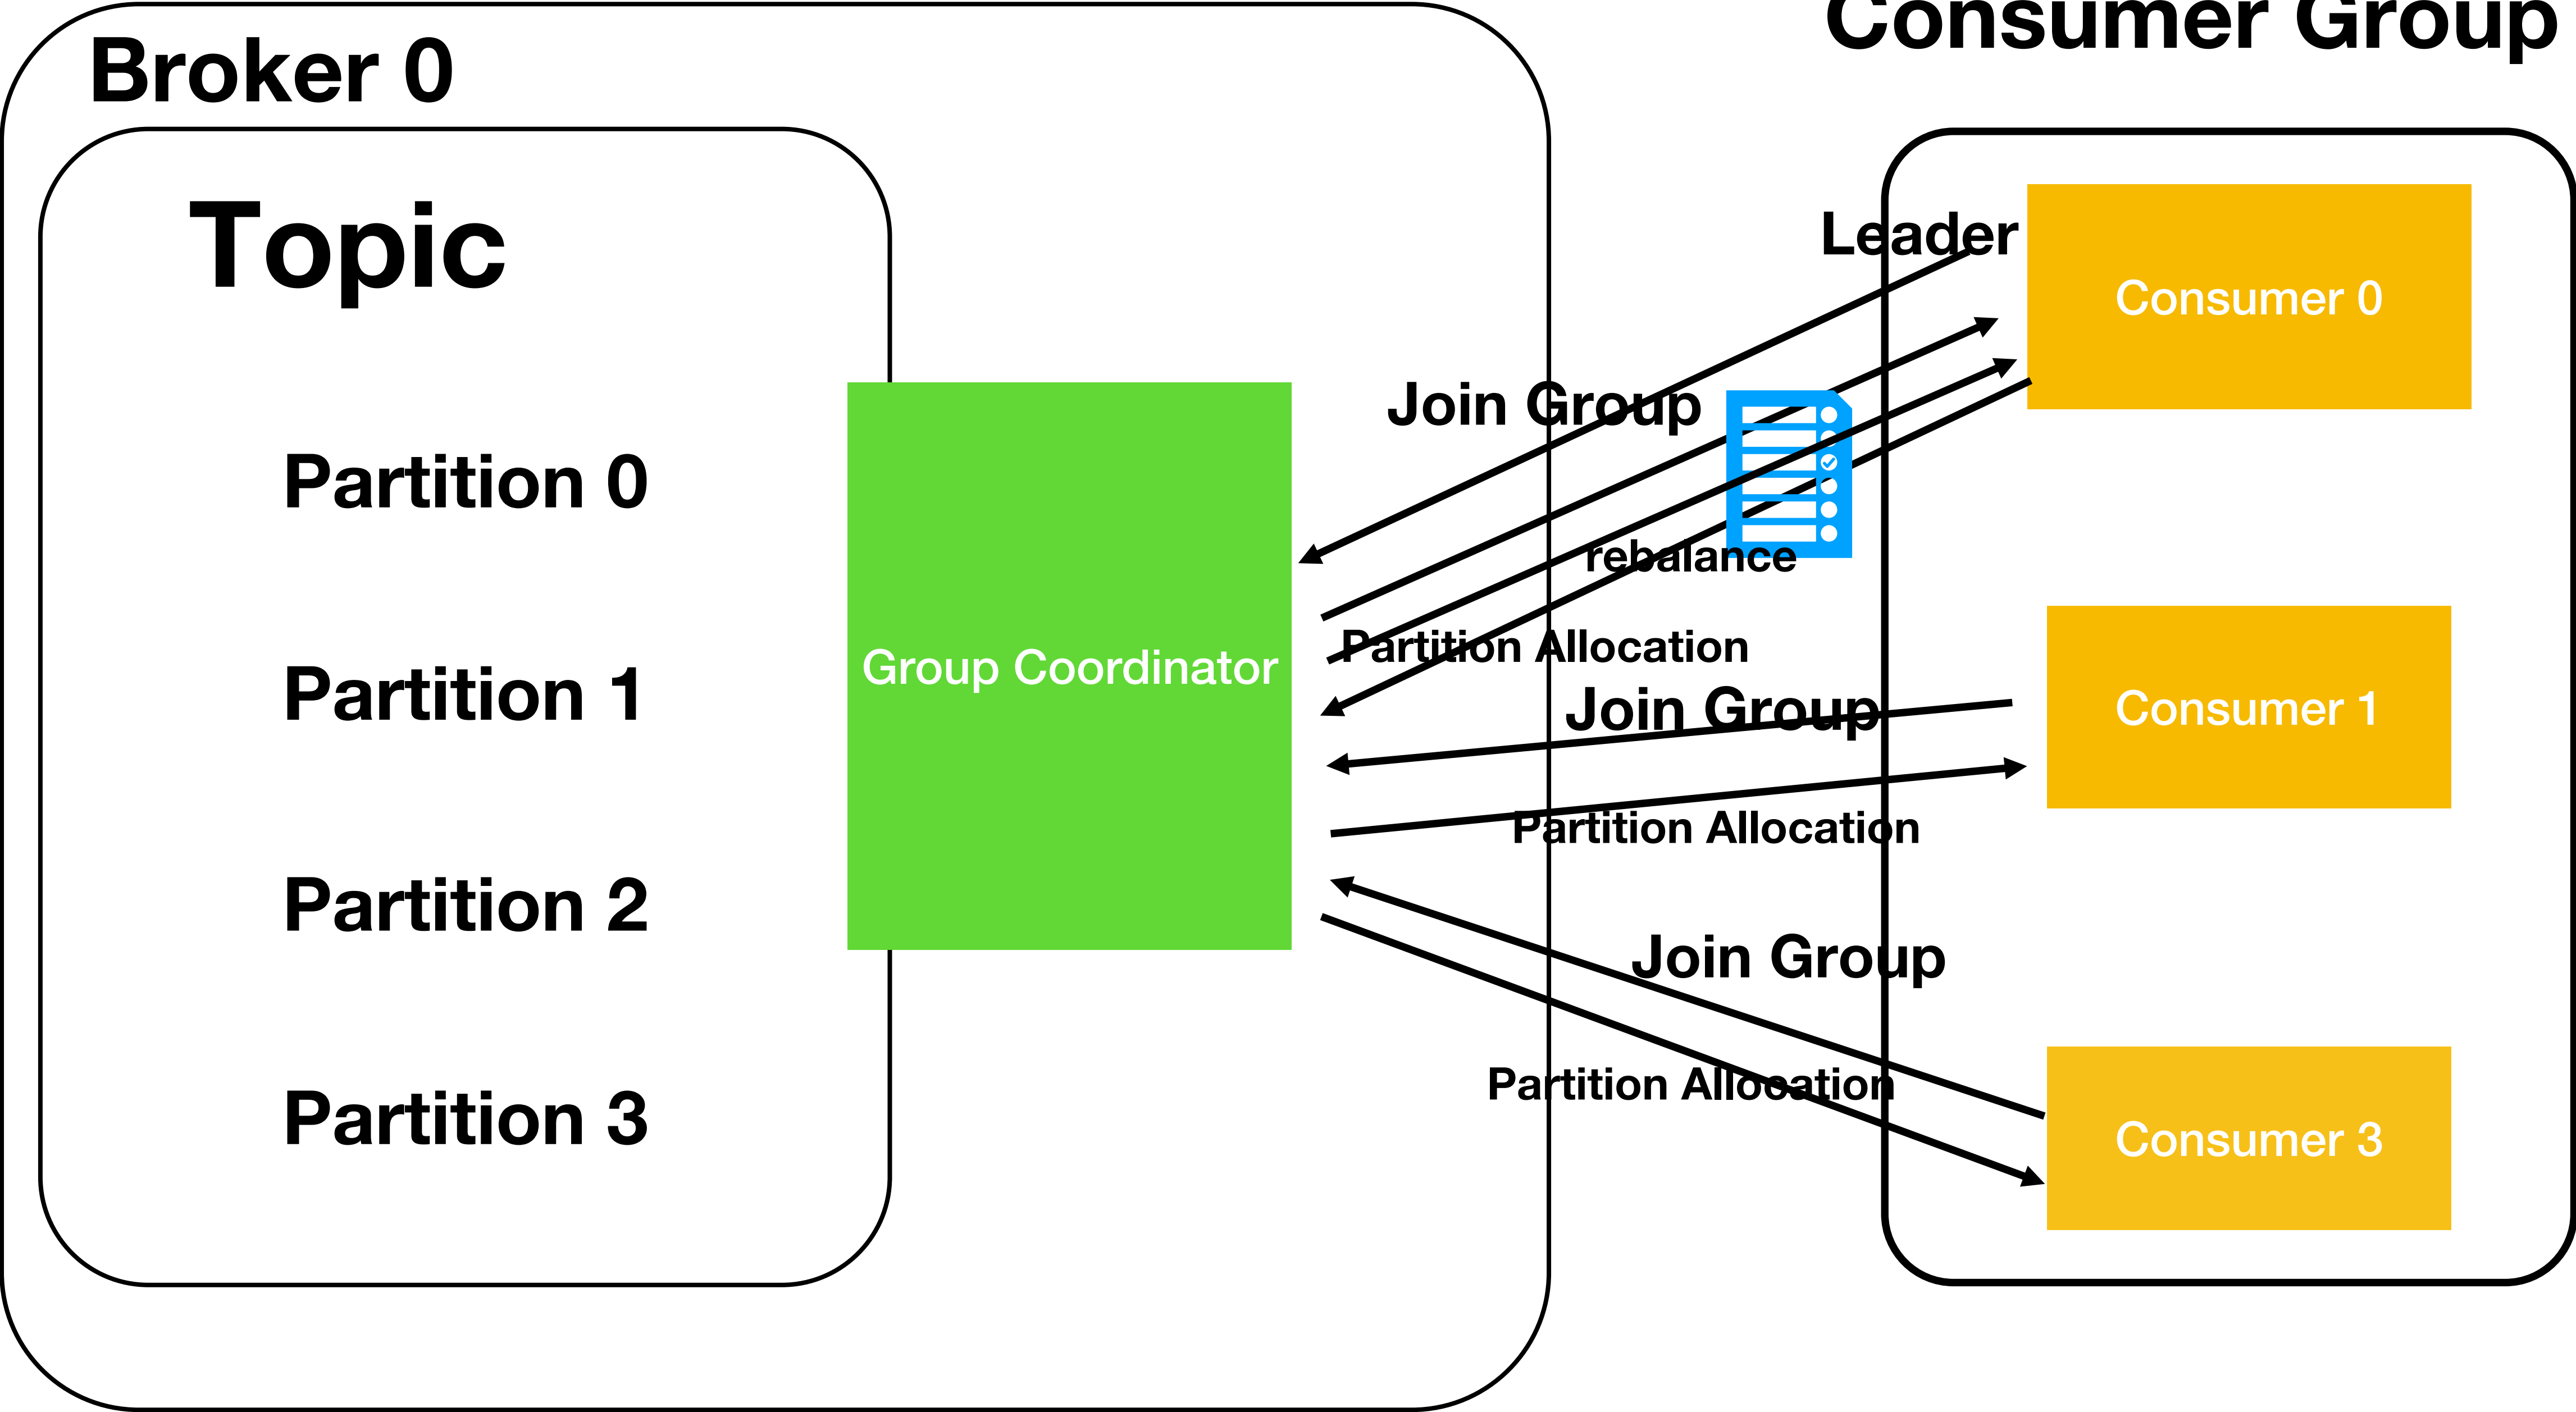 Consumer Group
Broker 0
Topic
Partition 0
Partition 1
Partition 2
Partition 3
Group Coordinator
Leader
Consumer 0
Join Group
rebalance
Partition Allocation
Join Group
Consumer 1
Partition Allocation
Join Group
Partition Allocation
Consumer 3